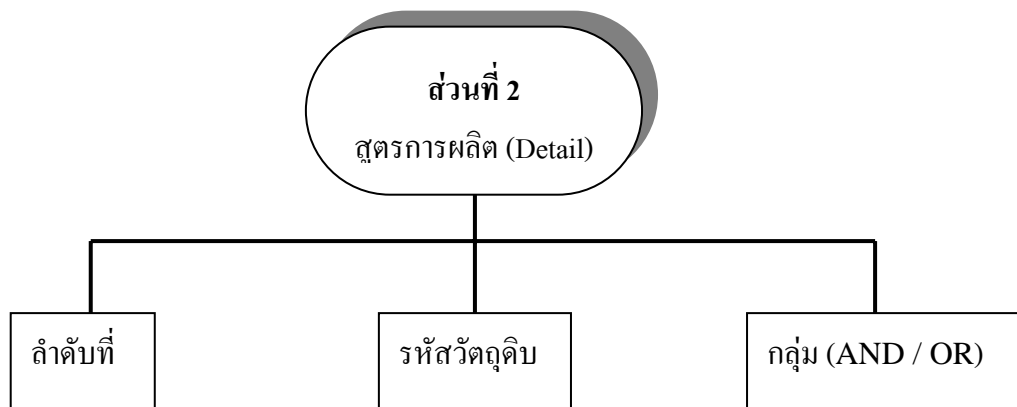 ส่วนที่ 2
สูตรการผลิต (Detail)
ลำดับที่
รหัสวัตถุดิบ
กลุ่ม (AND / OR)